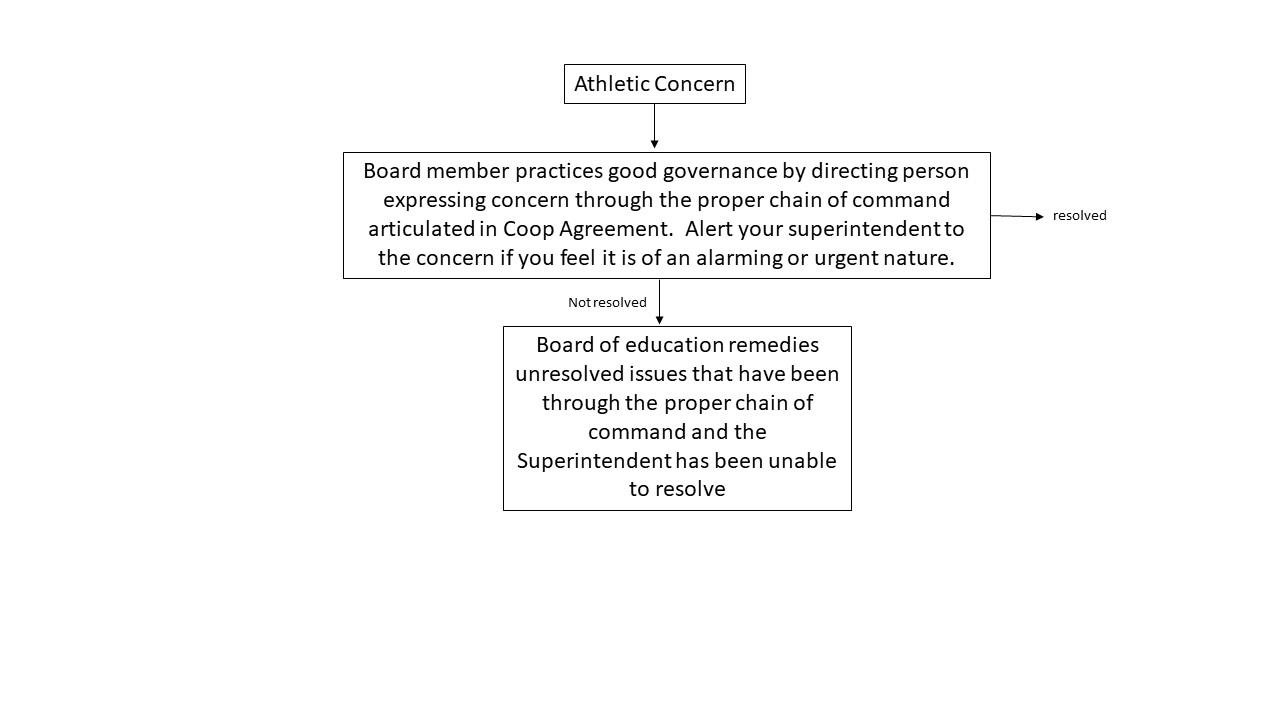 Athletic Concern
Board member practices good governance by directing person
expressing concern through the proper chain of command
articulated in Coop Agreement.  Alert your superintendent to
the concern if you feel it is of an alarming or urgent nature.
resolved
Not resolved
Board of education remedies
unresolved issues that have been
through the proper chain of
command and the
Superintendent has been unable
to resolve